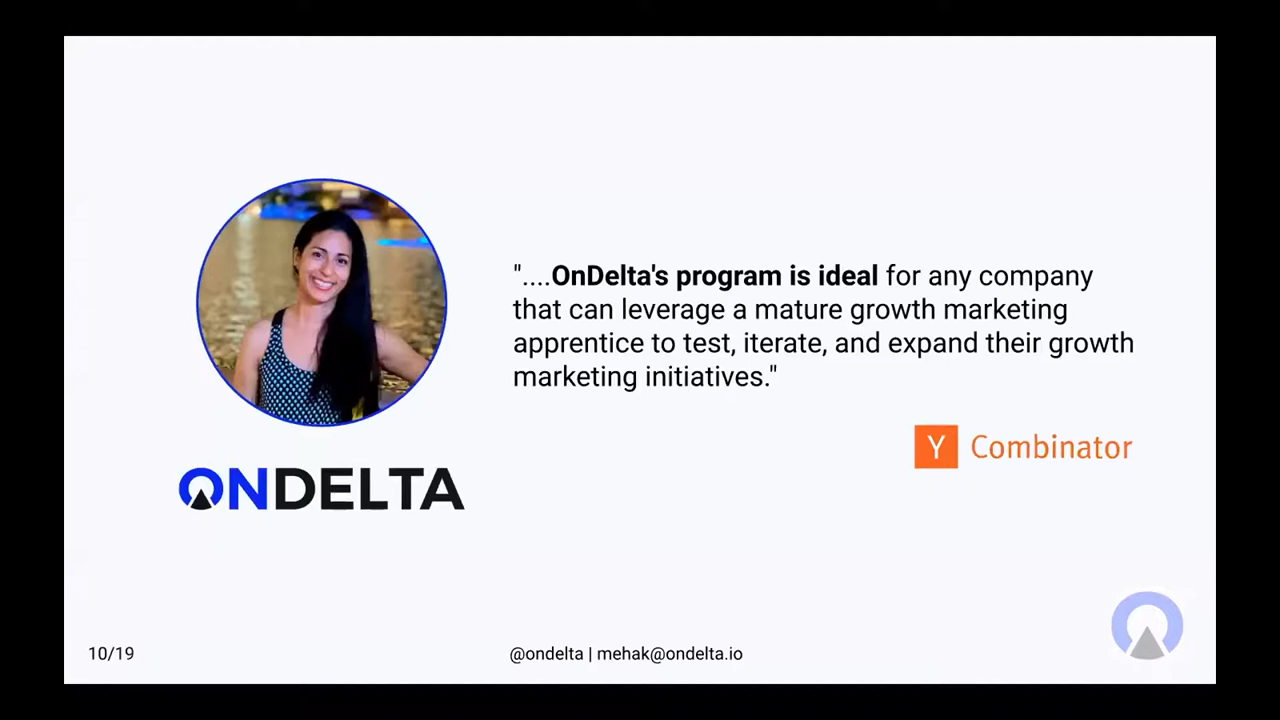 "....OnDelta's program is ideal for any company
that can leverage a mature growth marketing
apprentice to test, iterate, and expand their growth
marketing initiatives."
Y Combinator
ONDELTA
10/19
@ondelta | mehak@ondelta.io